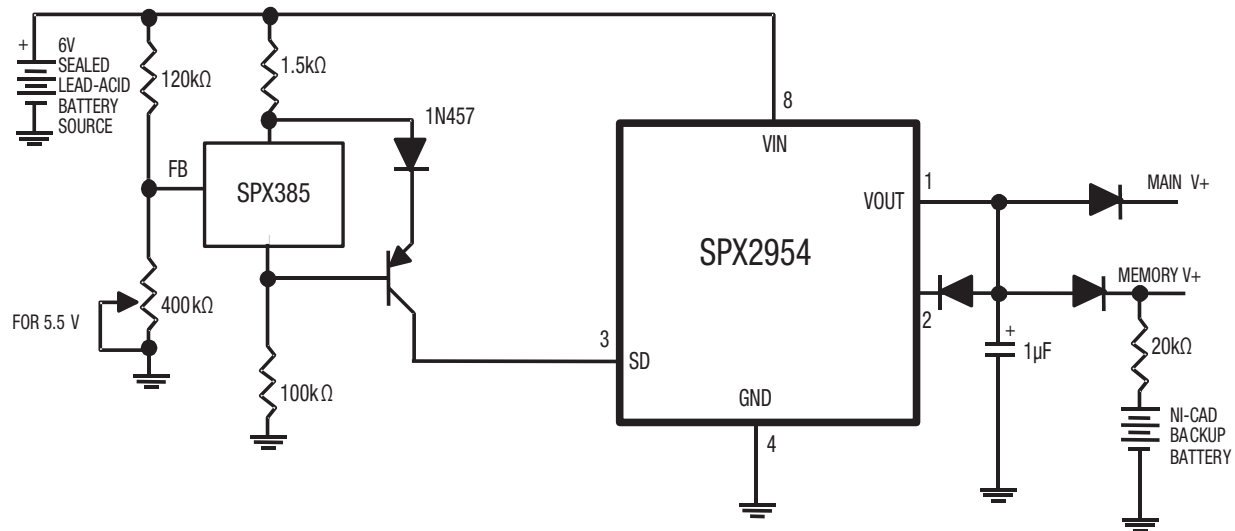 +
6V
SEALED
LEAD-ACID
BATTERY
SOURCE
120kΩ
1.5kΩ
1N457
8
FB
SPX385
VIN
1
VOUT
MAIN V+
SPX2954
MEMORY V+
400kΩ
FOR 5.5 V
3
SD
2
+
1µF
20kΩ
100kΩ
GND
4
NI-CAD
BACKUP
BATTERY